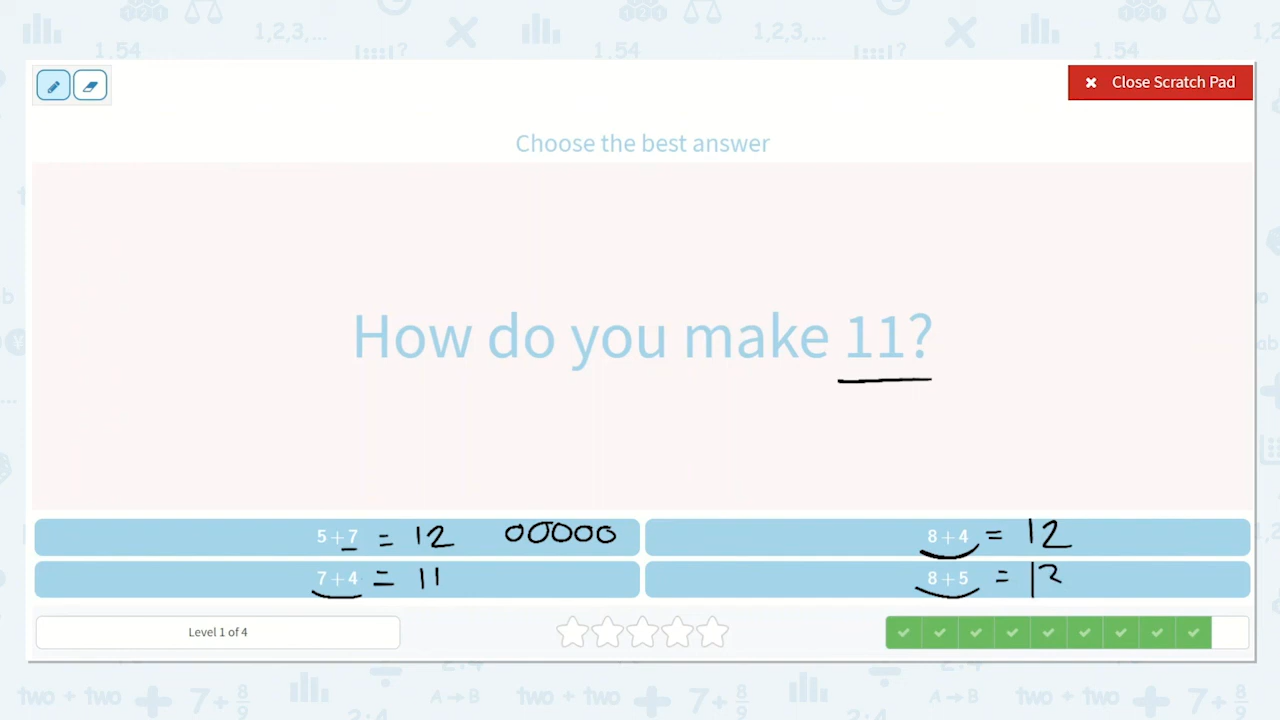 Close Scratch Pad
Choose the best answer
How do you make 11?
5 + 7 = 12 00000
8 + 4 = 12
7 + 4 = 11
8 + 5 = 13
Level 1 of 4